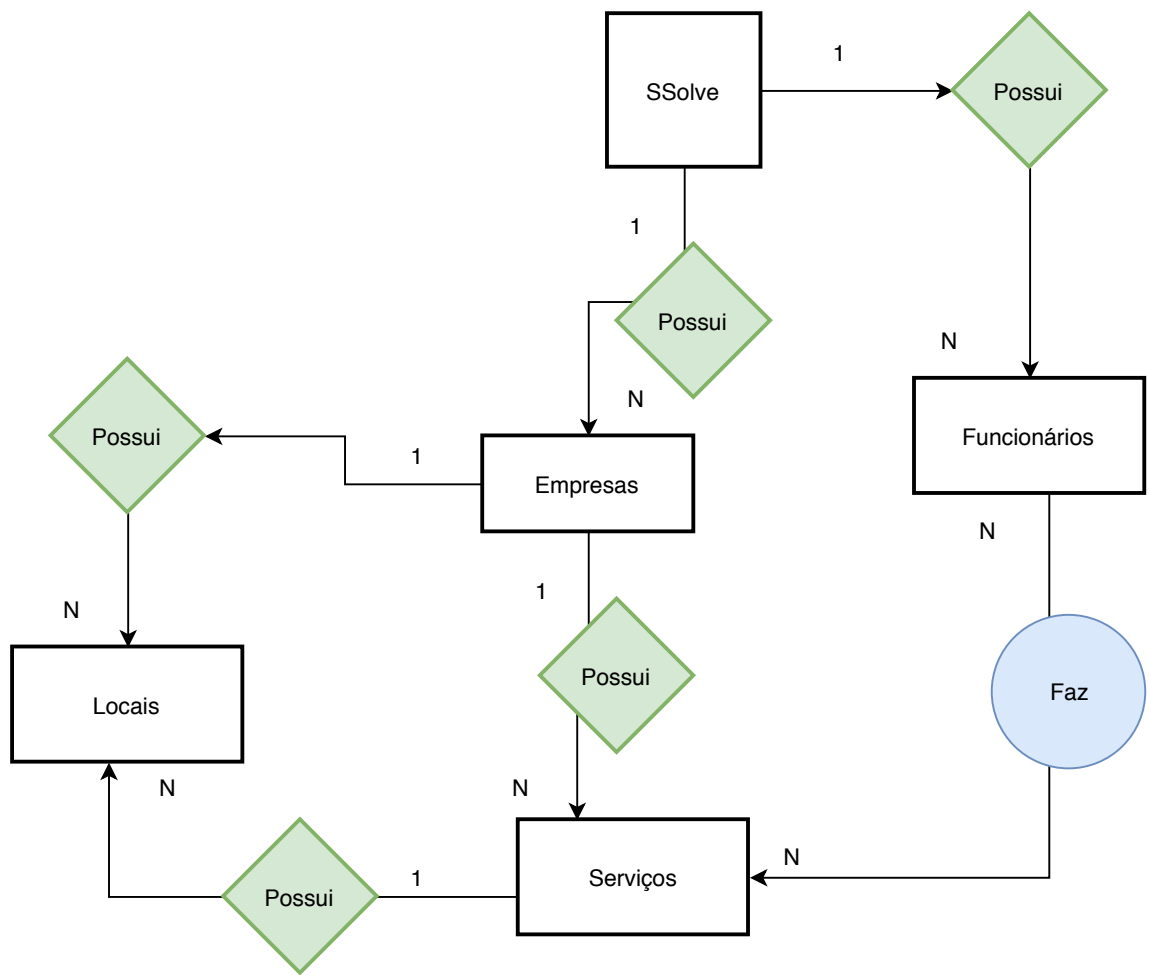 1
SSolve
Possui
1
Possui
N
N
Possui
1
Funcionários
Empresas
N
1
N
Possui
Faz
Locais
N
N
N
1
Serviços
Possui